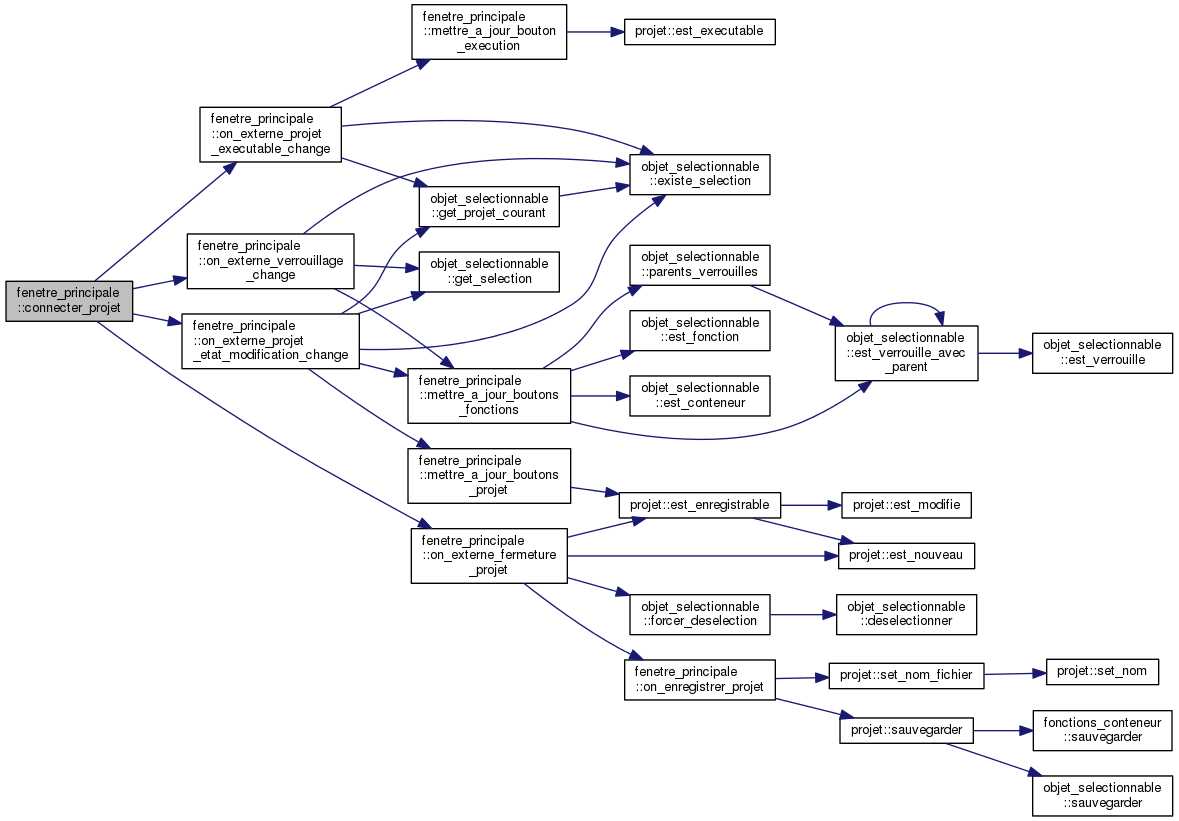 fenetre_principale
::mettre_a_jour_bouton
_execution
projet::est_executable
fenetre_principale
::on_externe_projet
_executable_change
objet_selectionnable
::existe_selection
objet_selectionnable
::get_projet_courant
fenetre_principale
::on_externe_verrouillage
_change
objet_selectionnable
::get_selection
objet_selectionnable
::parents_verrouilles
fenetre_principale
::connecter_projet
fenetre_principale
::on_externe_projet
_etat_modification_change
objet_selectionnable
::est_fonction
objet_selectionnable
::est_verrouille_avec
_parent
objet_selectionnable
::est_verrouille
fenetre_principale
::mettre_a_jour_boutons
_fonctions
objet_selectionnable
::est_conteneur
fenetre_principale
::mettre_a_jour_boutons
_projet
projet::est_enregistrable
projet::est_modifie
fenetre_principale
::on_externe_fermeture
_projet
projet::est_nouveau
objet_selectionnable
::forcer_deselection
objet_selectionnable
::deselectionner
fenetre_principale
::on_enregistrer_projet
projet::set_nom_fichier
projet::set_nom
projet::sauvegarder
fonctions_conteneur
::sauvegarder
objet_selectionnable
::sauvegarder